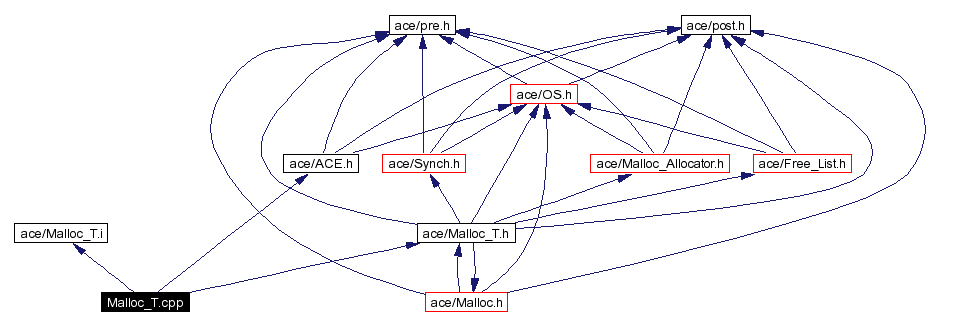 ace/pre.h
ace/post.h
ace/OS.h
ace/ACE.h
ace/Synch.h
ace/Malloc_Allocator.h
ace/Free_List.h
ace/Malloc_T.i
ace/Malloc_T.h
Malloc_T.cpp
ace/Malloc.h